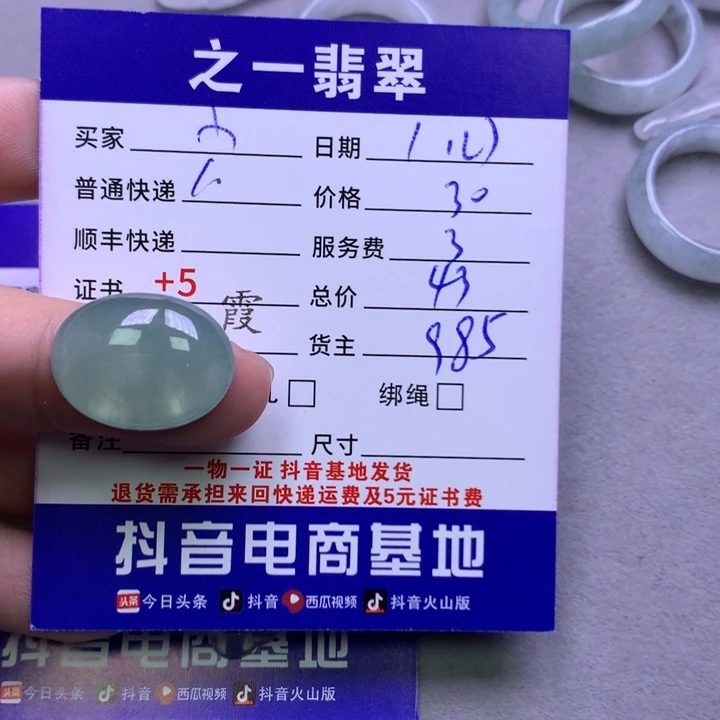 之一翡翠
买家 日期
普通快递 价格 30
顺丰快递 服务费 3
证书 +5 霞 总价 43
货主 985
绑绳
备注 尺寸
一物一证 抖音基地发货
退货需承担来回快递运费及5元证书费
抖音电商基地
头条 今日头条 抖音 西瓜视频 抖音火山版
抖音电商基地
头条 今日头条 抖音 西瓜视频 抖音火山版